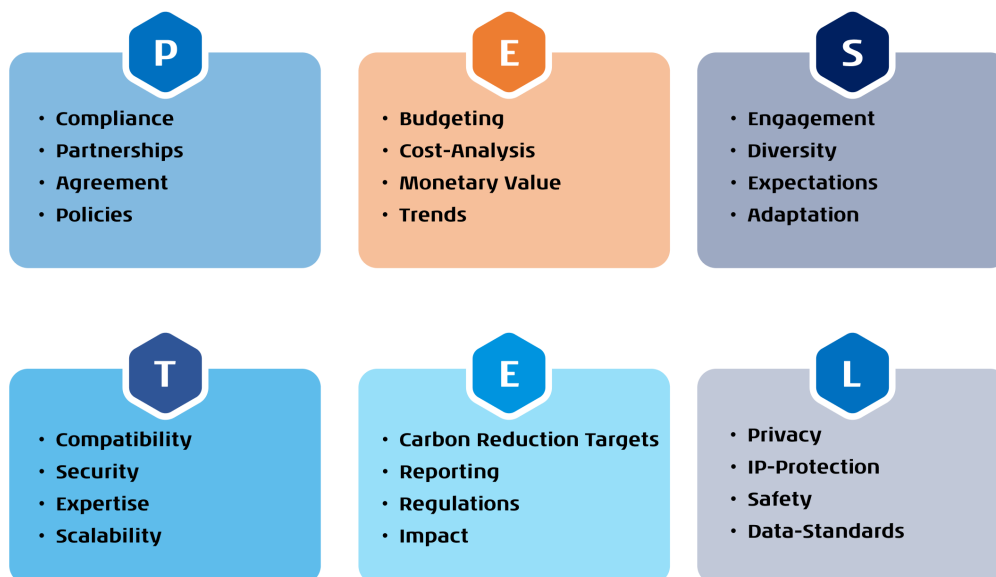 P
• Compliance
• Partnerships
• Agreement
• Policies
E
• Budgeting
• Cost-Analysis
• Monetary Value
• Trends
S
• Engagement
• Diversity
• Expectations
• Adaptation
T
• Compatibility
• Security
• Expertise
• Scalability
E
• Carbon Reduction Targets
• Reporting
• Regulations
• Impact
L
• Privacy
• IP-Protection
• Safety
• Data-Standards